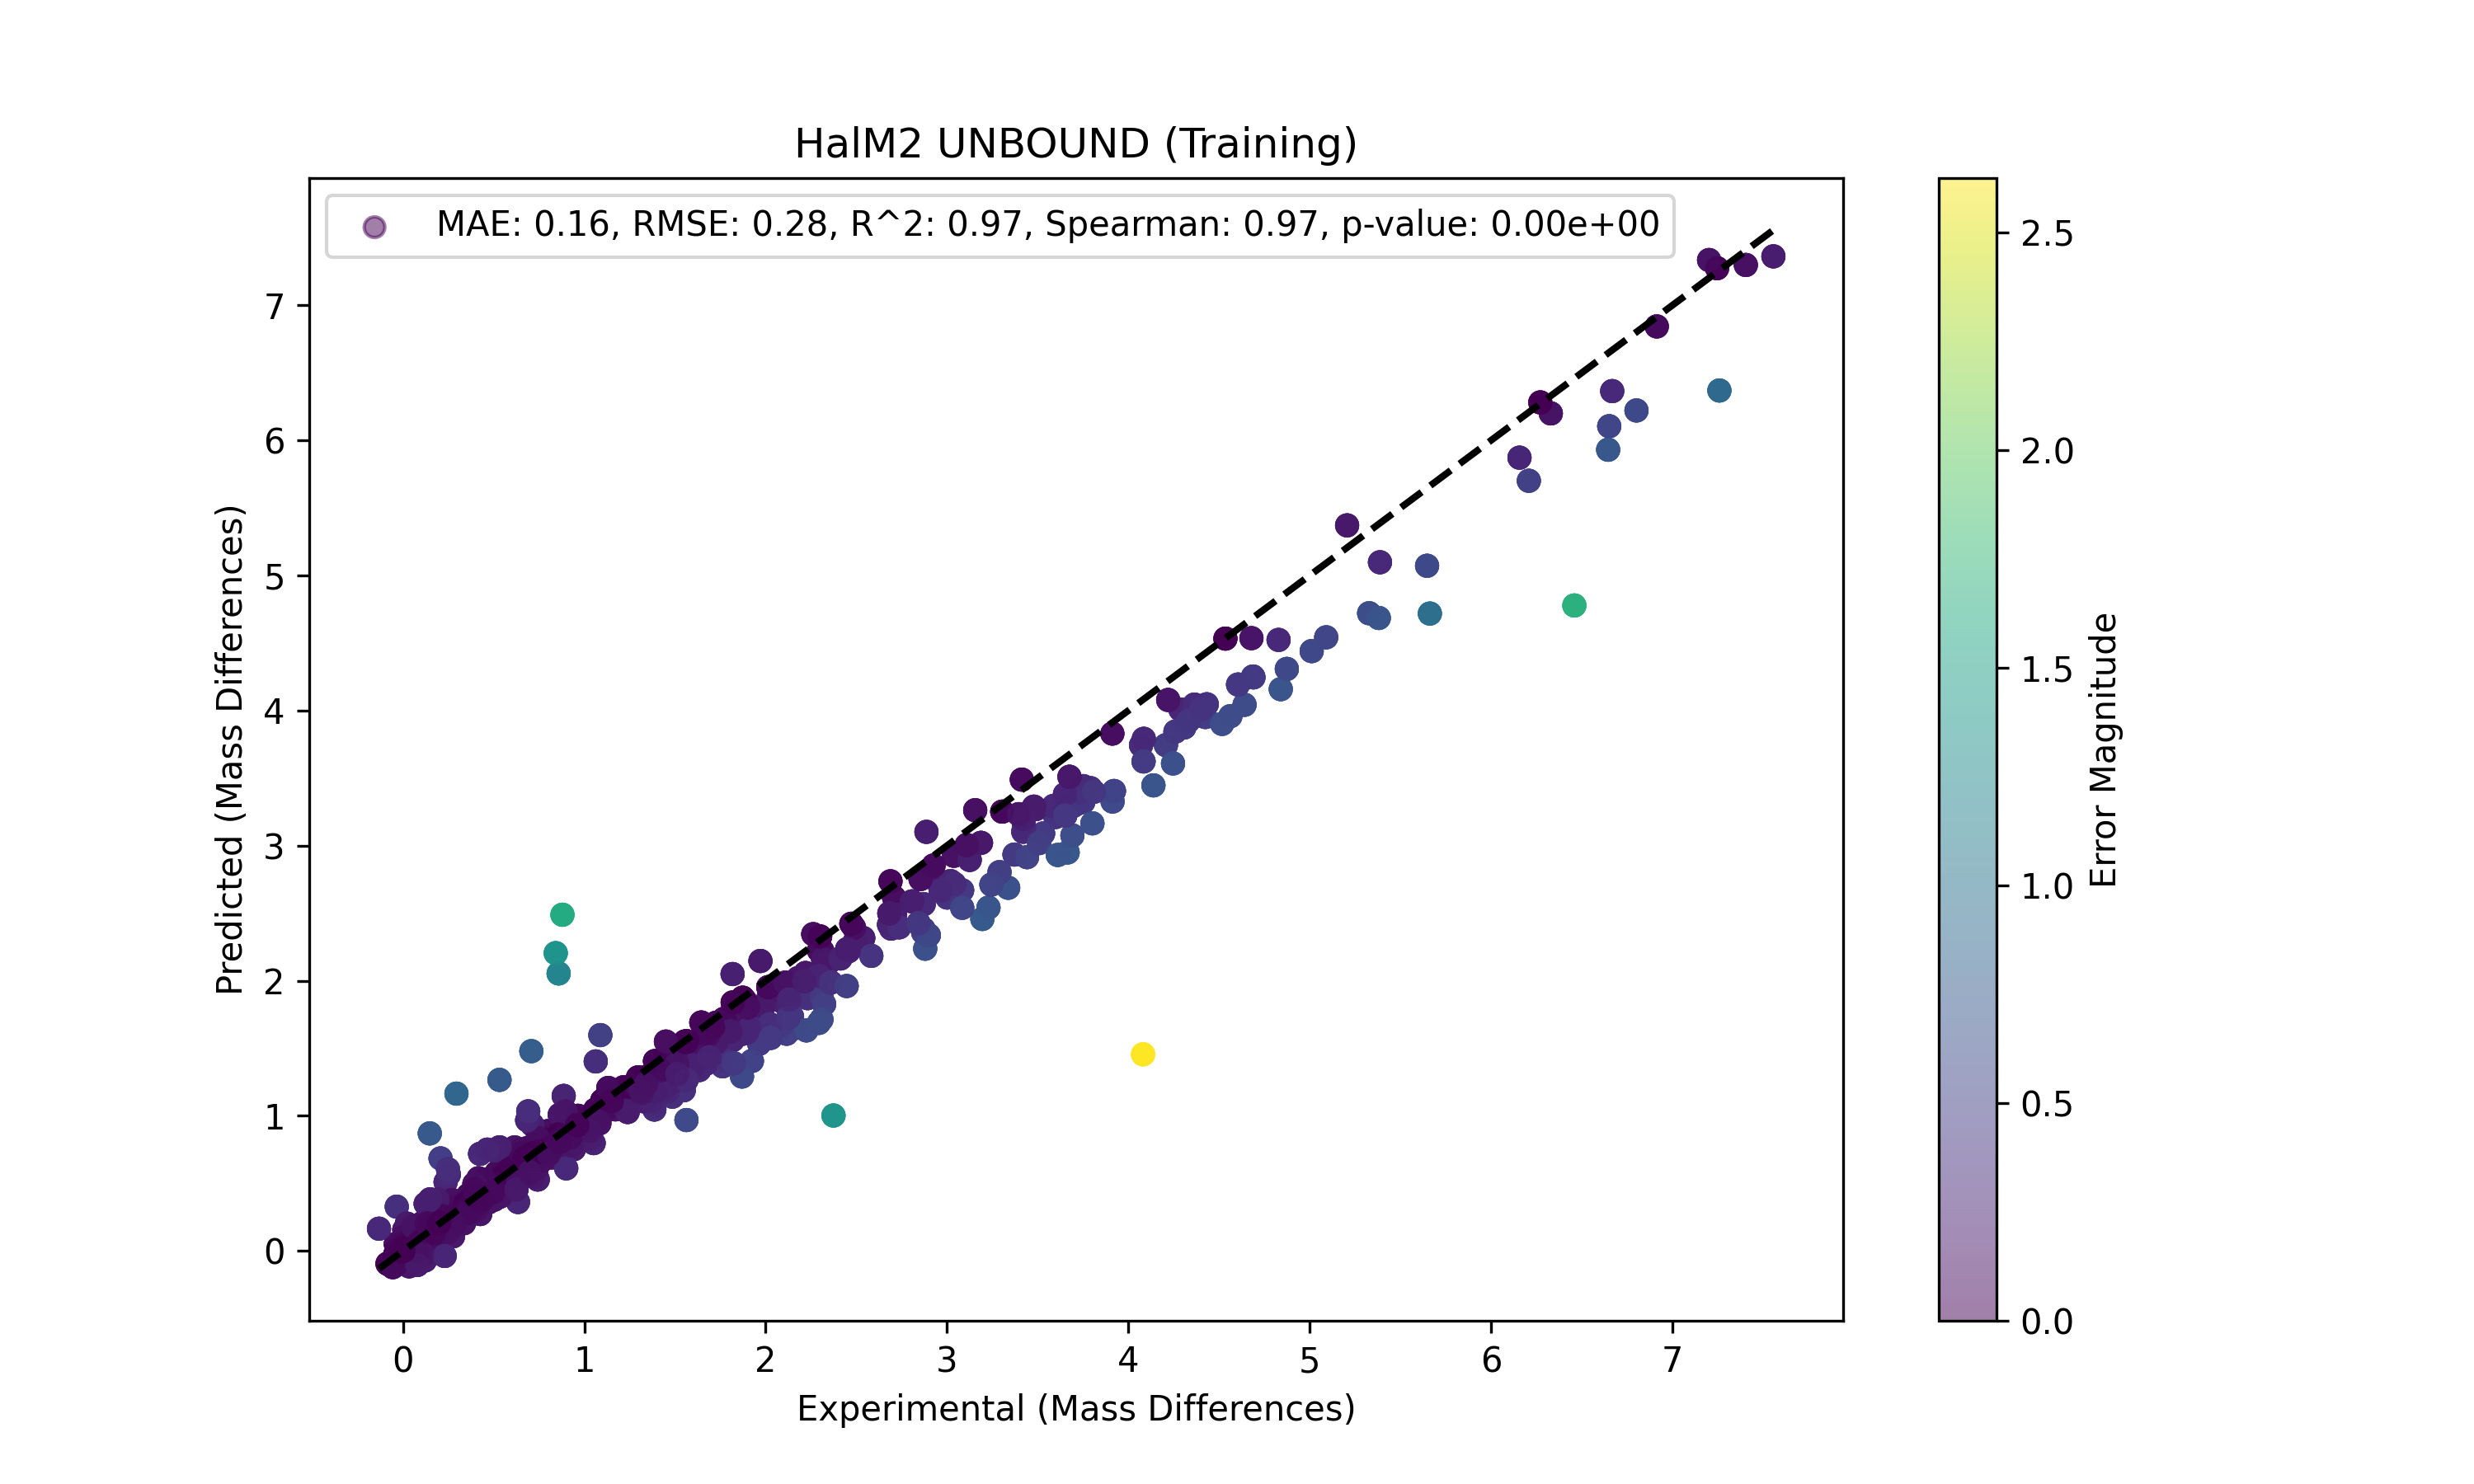 HalM2 UNBOUND (Training)
MAE: 0.16, RMSE: 0.28, R^2: 0.97, Spearman: 0.97, p-value: 0.00e+00
Predicted (Mass Differences)
7
6
5
4
3
2
1
0
0 1 2 3 4 5 6 7
Experimental (Mass Differences)
2.5
2.0
1.5
1.0
0.5
0.0
Error Magnitude